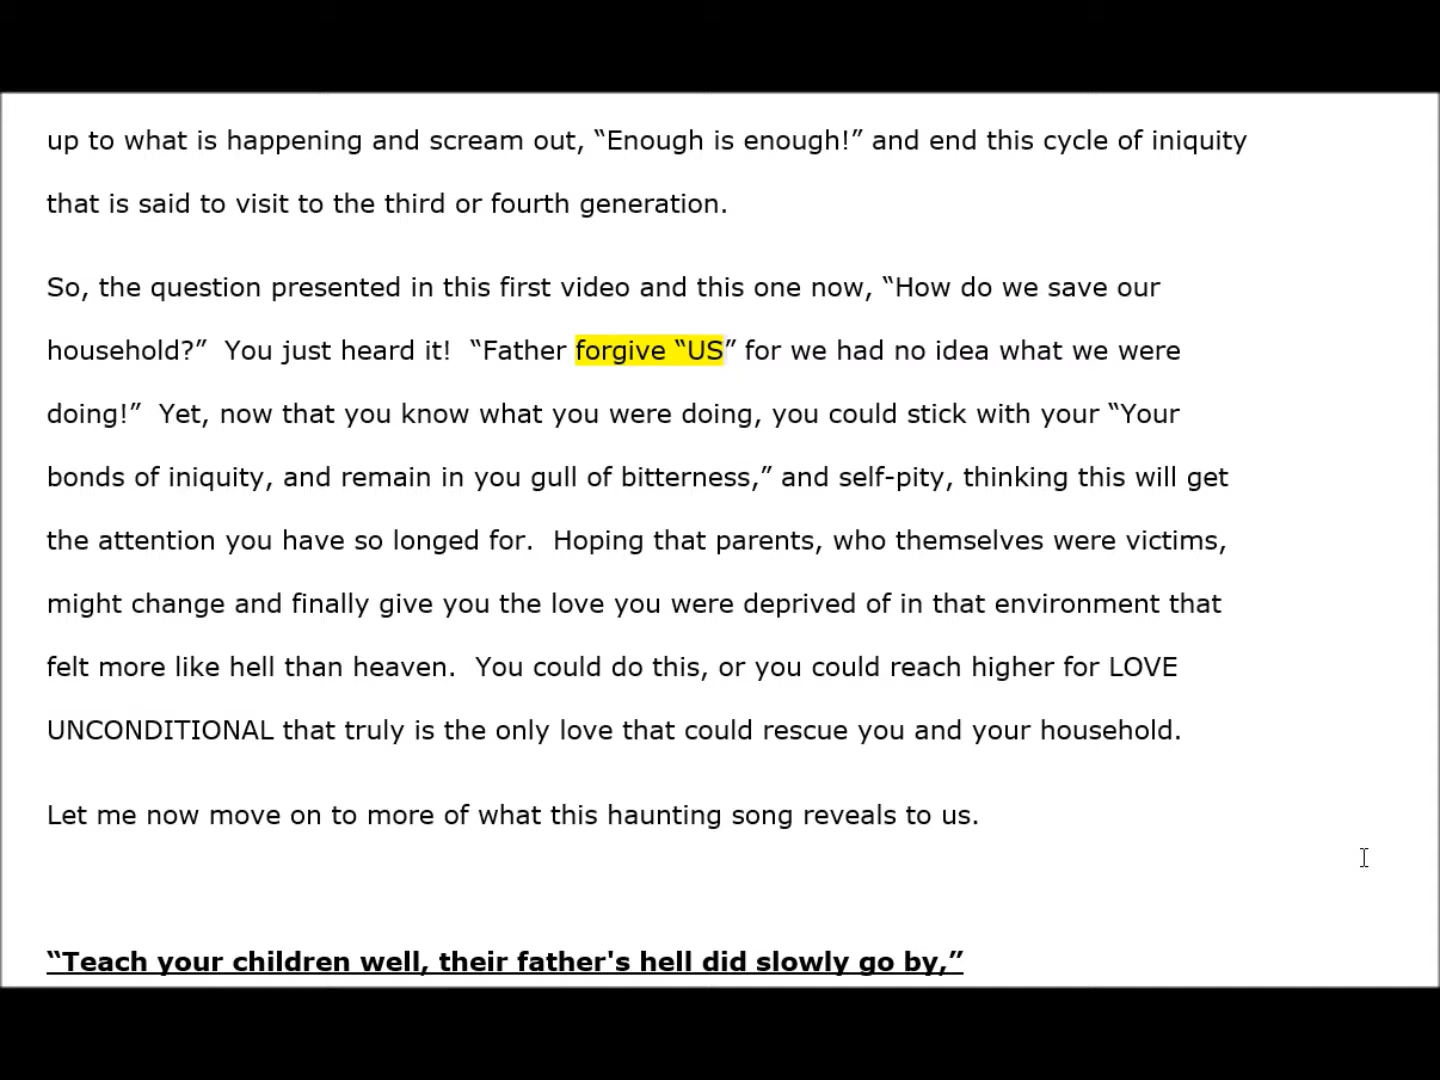 up to what is happening and scream out, “Enough is enough!” and end this cycle of iniquity
that is said to visit to the third or fourth generation.
So, the question presented in this first video and this one now, “How do we save our
household?”  You just heard it!  “Father forgive “US” for we had no idea what we were
doing!”  Yet, now that you know what you were doing, you could stick with your “Your
bonds of iniquity, and remain in you gull of bitterness,” and self-pity, thinking this will get
the attention you have so longed for.  Hoping that parents, who themselves were victims,
might change and finally give you the love you were deprived of in that environment that
felt more like hell than heaven.  You could do this, or you could reach higher for LOVE
UNCONDITIONAL that truly is the only love that could rescue you and your household.
Let me now move on to more of what this haunting song reveals to us.
“Teach your children well, their father's hell did slowly go by,”